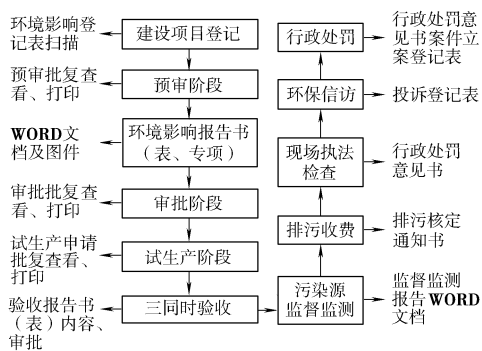 环境影响登
记表扫描
建设项目登记
预审批复查
看、打印
预审阶段
WORD文
档及图件
环境影响报告书
（表、专项）
审批批复查
看、打印
审批阶段
试生产申请
批复查看、
打印
试生产阶段
验收报告书
（表）内容、
审批
三同时验收
行政处罚
行政处罚意
见书案件立
案登记表
环保信访
投诉登记表
现场执法
检查
行政处罚
意见书
排污收费
排污核定
通知书
污染源
监督监测
监督监测
报告WORD
文档